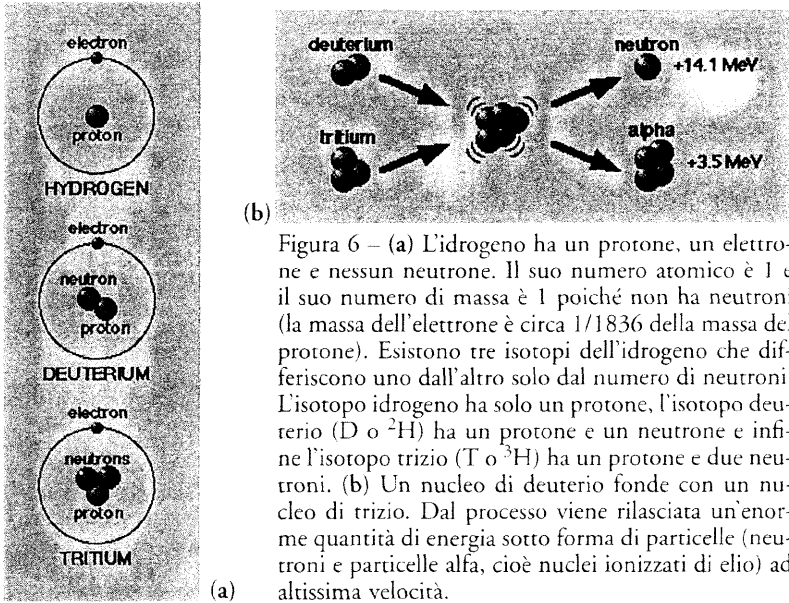 electron
proton
HYDROGEN
electron
neutron
proton
DEUTERIUM
electron
neutrons
proton
TRITIUM
(a)
deuterium
tritium
neutron
+14.1 MeV
alpha
+3.5 MeV
(b)
Figura 6 – (a) L'idrogeno ha un protone, un elettro-
ne e nessun neutrone. Il suo numero atomico è 1 e
il suo numero di massa è 1 poiché non ha neutroni
(la massa dell'elettrone è circa 1/1836 della massa del
protone). Esistono tre isotopi dell'idrogeno che dif-
feriscono uno dall'altro solo dal numero di neutroni
L'isotopo idrogeno ha solo un protone, l'isotopo deu-
terio (D o ²H) ha un protone e un neutrone e infi-
ne l'isotopo trizio (T o ³H) ha un protone e due neu-
troni. (b) Un nucleo di deuterio fonde con un nu-
cleo di trizio. Dal processo viene rilasciata un'enor-
me quantità di energia sotto forma di particelle (neu-
troni e particelle alfa, cioè nuclei ionizzati di elio) ad
altissima velocità.